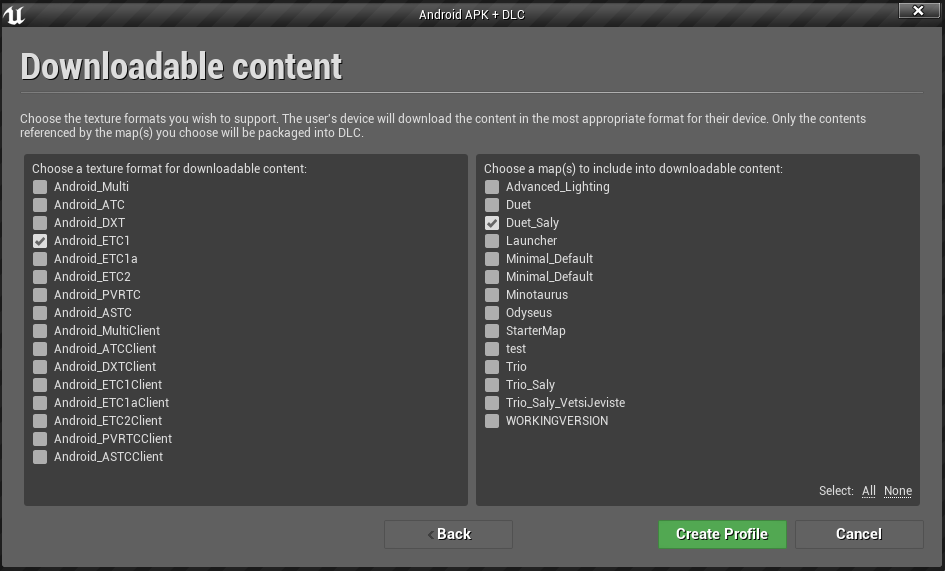 Android APK + DLC
Downloadable content
Choose the texture formats you wish to support. The user's device will download the content in the most appropriate format for their device. Only the contents
referenced by the map(s) you choose will be packaged into DLC.
Choose a texture format for downloadable content:
Android_Multi
Android_ATC
Android_DXT
Android_ETC1
Android_ETC1a
Android_ETC2
Android_PVRTC
Android_ASTC
Android_MultiClient
Android_ATCClient
Android_DXTClient
Android_ETC1Client
Android_ETC1aClient
Android_ETC2Client
Android_PVRTCClient
Android_ASTCClient
Choose a map(s) to include into downloadable content:
Advanced_Lighting
Duet
Duet_Saly
Launcher
Minimal_Default
Minimal_Default
Minotaurus
Odyseus
StarterMap
test
Trio
Trio_Saly
Trio_Saly_VetsiJeviste
WORKINGVERSION
Select: All None
Back
Create Profile
Cancel